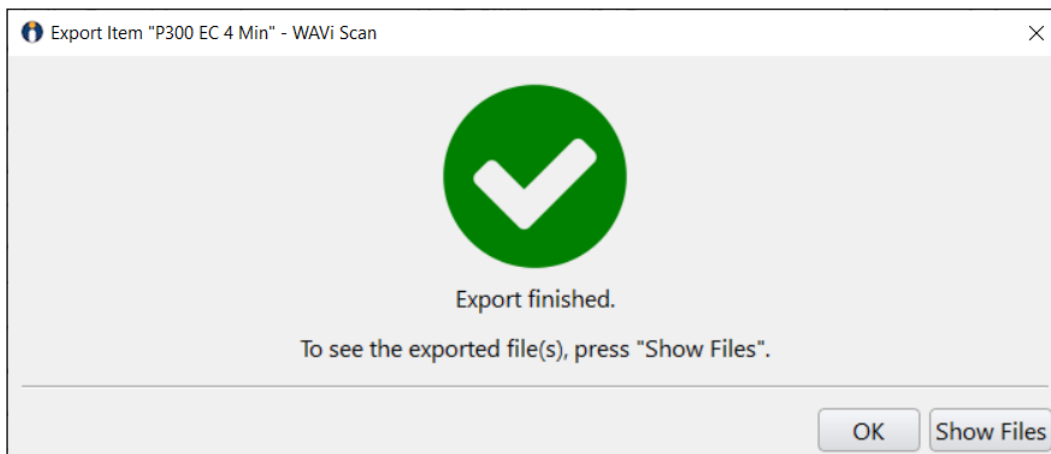 Export Item "P300 EC 4 Min" - WAVi Scan
Export finished.
To see the exported file(s), press "Show Files".
OK
Show Files